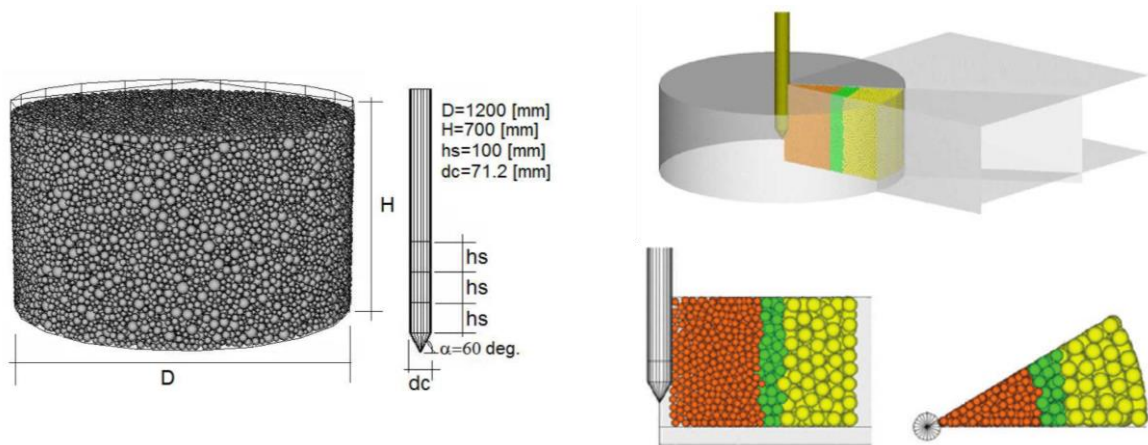 D=1200 [mm]
H=700 [mm]
hs=100 [mm]
dc=71.2 [mm]
H
hs
hs
hs
α=60 deg.
D
dc